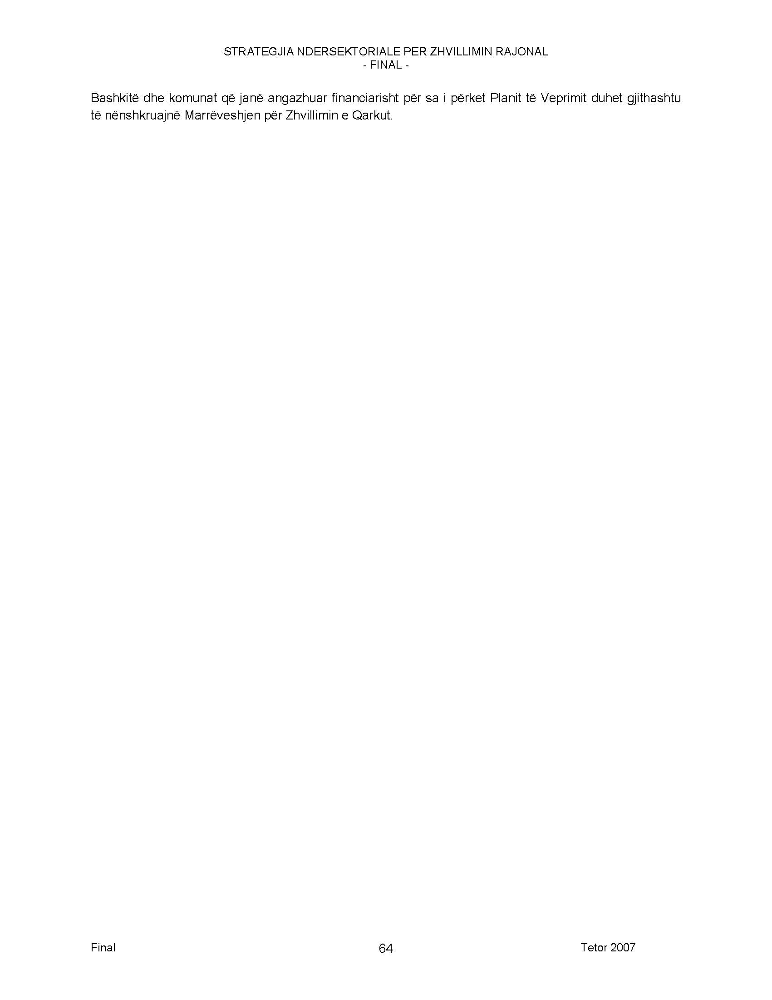 STRATEGJIA NDERSEKTORIALE PER ZHVILLIMIN RAJONAL
- FINAL -
Bashkitë dhe komunat që janë angazhuar financiarisht për sa i përket Planit të Veprimit duhet gjithashtu
të nënshkruajnë Marrëveshjen për Zhvillimin e Qarkut.
Final 64 Tetor 2007